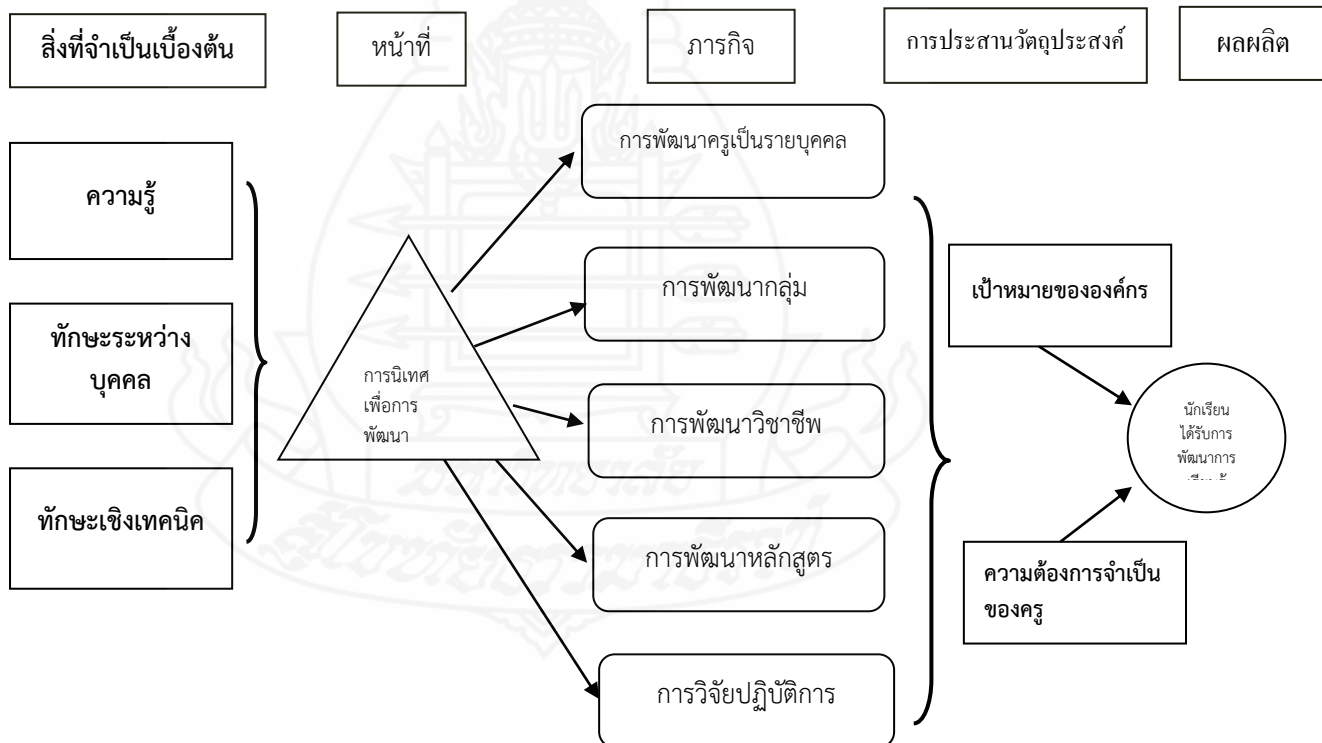 สิ่งที่จำเป็นเบื้องต้น
หน้าที่
ภารกิจ
การประสานวัตถุประสงค์
ผลผลิต
ความรู้
ทักษะระหว่าง
บุคคล
ทักษะเชิงเทคนิค
การนิเทศ
เพื่อการ
พัฒนา
การพัฒนาครูเป็นรายบุคคล
การพัฒนากลุ่ม
การพัฒนาวิชาชีพ
การพัฒนาหลักสูตร
การวิจัยปฏิบัติการ
เป้าหมายขององค์กร
ความต้องการจำเป็น
ของครู
นักเรียน
ได้รับการ
พัฒนาการ